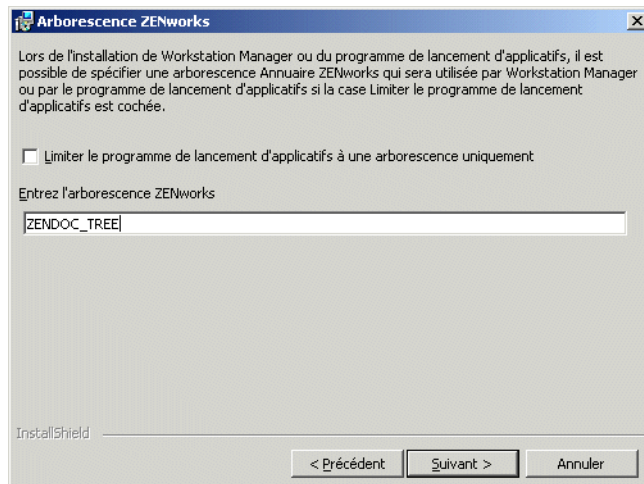 Arborescence ZENworks
Lors de l'installation de Workstation Manager ou du programme de lancement d'applicatifs, il est
possible de spécifier une arborescence Annuaire ZENworks qui sera utilisée par Workstation Manager
ou par le programme de lancement d'applicatifs si la case Limiter le programme de lancement
d'applicatifs est cochée.
Limiter le programme de lancement d'applicatifs à une arborescence uniquement
Entrez l'arborescence ZENworks
ZENDOC_TREE
InstallShield
< Précédent Suivant > Annuler